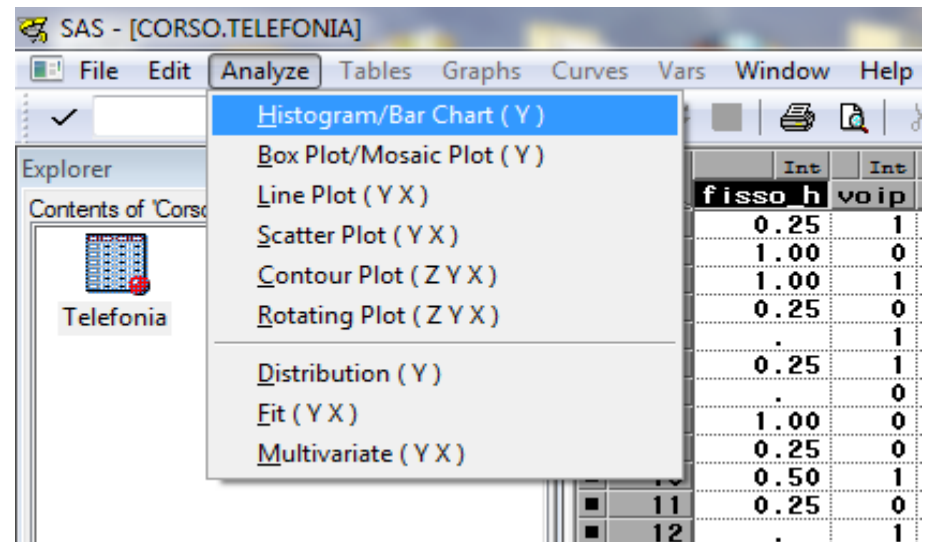 SAS - [CORSO.TELEFONIA]
File Edit Analyze Tables Graphs Curves Vars Window Help
Histogram/Bar Chart ( Y )
Box Plot/Mosaic Plot ( Y )
Line Plot ( Y X )
Scatter Plot ( Y X )
Contour Plot ( Z Y X )
Rotating Plot ( Z Y X )
Distribution ( Y )
Fit ( Y X )
Multivariate ( Y X )
Explorer
Contents of 'Corso
Telefonia
Int Int
fisso_h voip
0.25 1
1.00 0
1.00 1
0.25 0
. 1
0.25 1
. 0
1.00 0
0.25 0
10 0.50 1
11 0.25 0
12 . 1